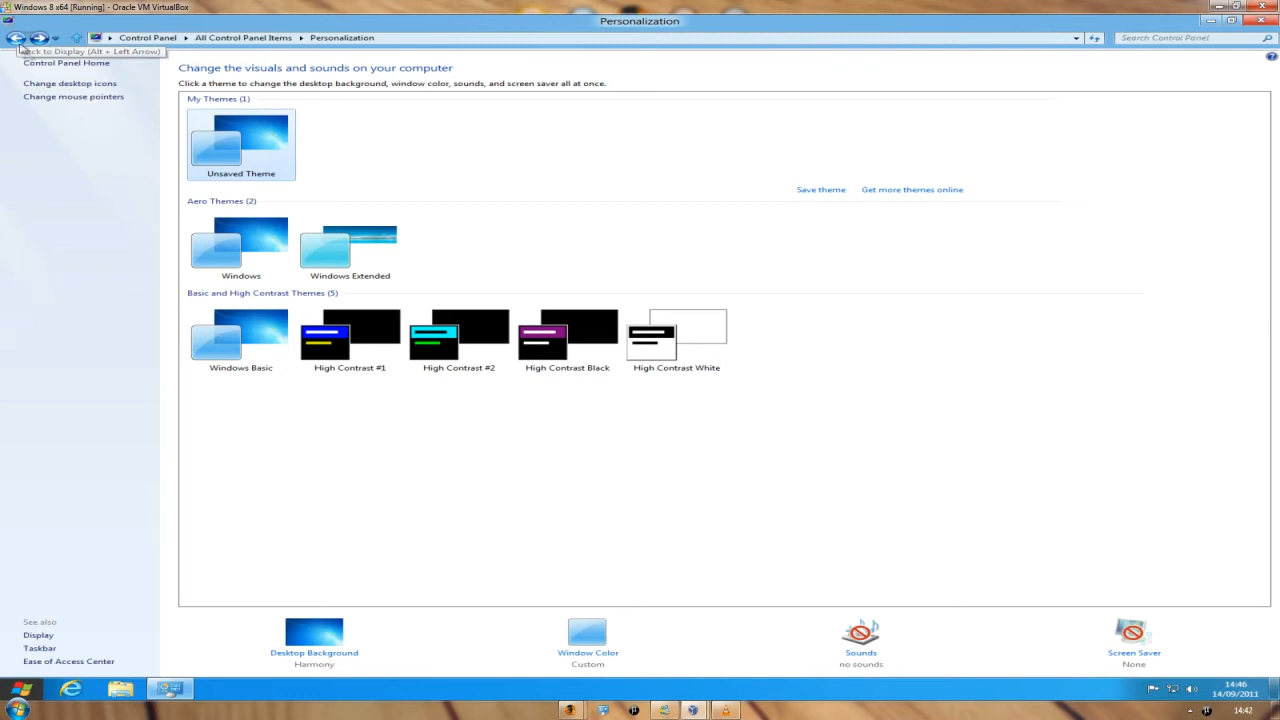 Windows 8 x64 [Running] - Oracle VM VirtualBox
Personalization
Control Panel All Control Panel Items Personalization
Search Control Panel
to Display (Alt + Left Arrow)
Control Panel Home
Change desktop icons
Change mouse pointers
Change the visuals and sounds on your computer
Click a theme to change the desktop background, window color, sounds, and screen saver all at once.
My Themes (1)
Unsaved Theme
Save theme Get more themes online
Aero Themes (2)
Windows Windows Extended
Basic and High Contrast Themes (5)
Windows Basic High Contrast #1 High Contrast #2 High Contrast Black High Contrast White
See also
Display
Taskbar
Ease of Access Center
Desktop Background
Harmony
Window Color
Custom
Sounds
no sounds
Screen Saver
None
14:46
14/09/2011
14:42